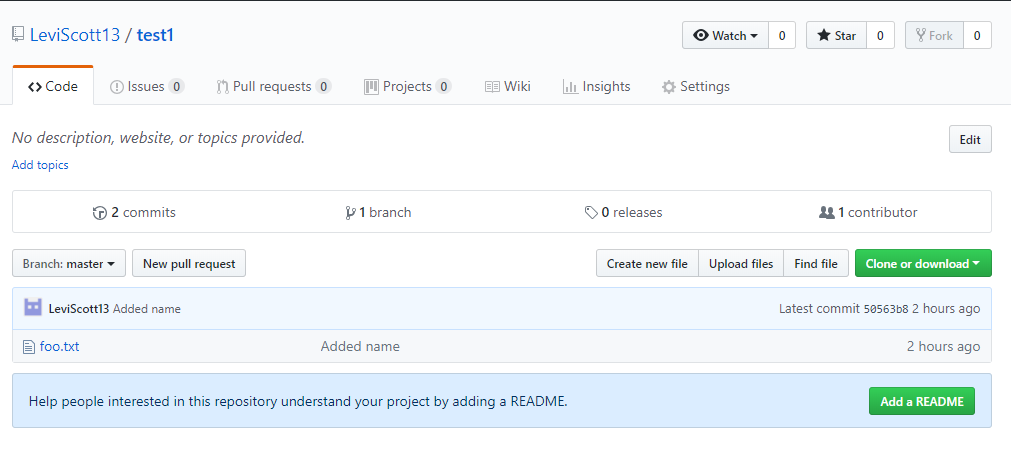 LeviScott13 / test1
Watch 0 Star 0 Fork 0
Code Issues 0 Pull requests 0 Projects 0 Wiki Insights Settings
No description, website, or topics provided. Edit
Add topics
2 commits 1 branch 0 releases 1 contributor
Branch: master New pull request Create new file Upload files Find file Clone or download
LeviScott13 Added name Latest commit 50563b8 2 hours ago
foo.txt Added name 2 hours ago
Help people interested in this repository understand your project by adding a README. Add a README